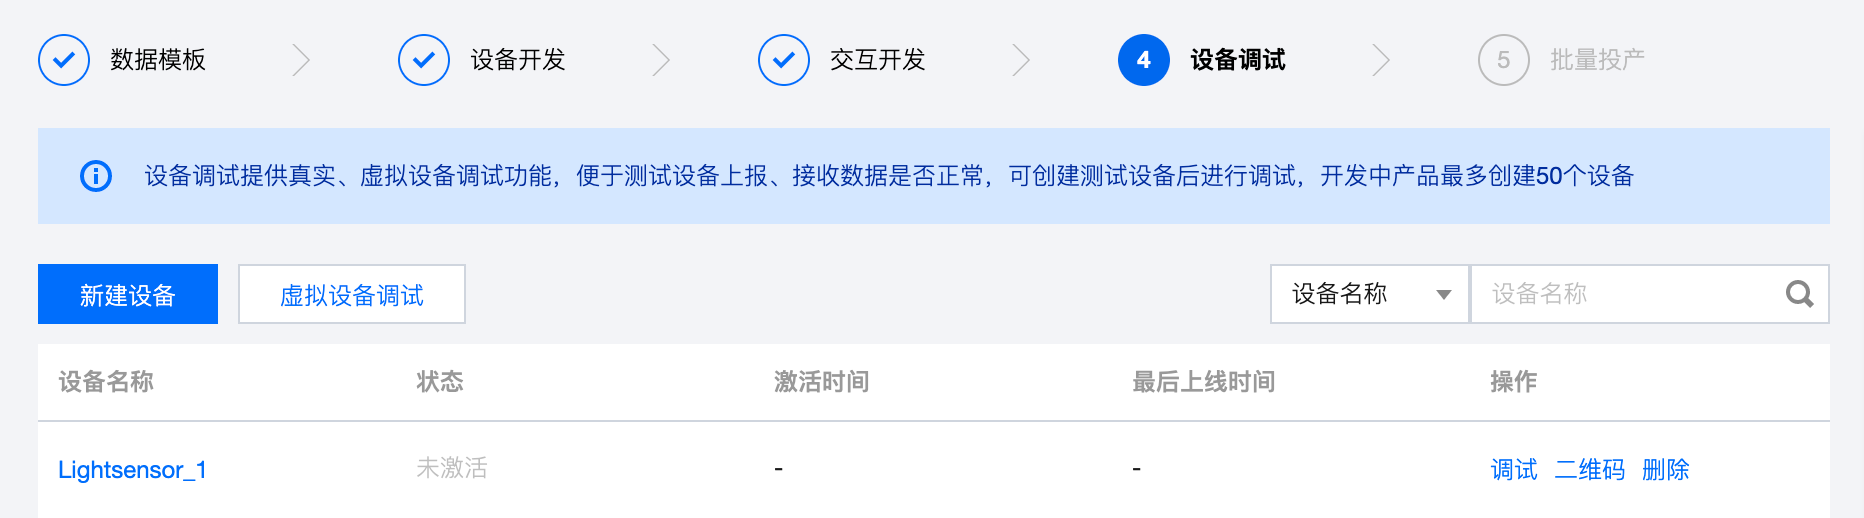 数据模板 设备开发 交互开发 4 设备调试 5 批量投产
设备调试提供真实、虚拟设备调试功能，便于测试设备上报、接收数据是否正常，可创建测试设备后进行调试，开发中产品最多创建50个设备
新建设备 虚拟设备调试 设备名称 设备名称
设备名称 状态 激活时间 最后上线时间 操作
Lightsensor_1 未激活 - - 调试 二维码 删除